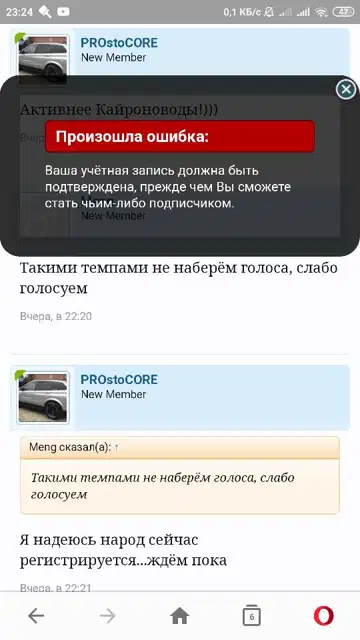 23:24
0,1 КБ/с
47
PROstoCORE
New Member
Активнее Кайроноводы!)))
Произошла ошибка:
Ваша учётная запись должна быть
подтверждена, прежде чем Вы сможете
стать чьим-либо подписчиком.
New Member
Такими темпами не наберём голоса, слабо
голосуем
Вчера, в 22:20
PROstoCORE
New Member
Meng сказал(а): ↑
Такими темпами не наберём голоса, слабо
голосуем
Я надеюсь народ сейчас
регистрируется...ждём пока
Вчера, в 22:21
6